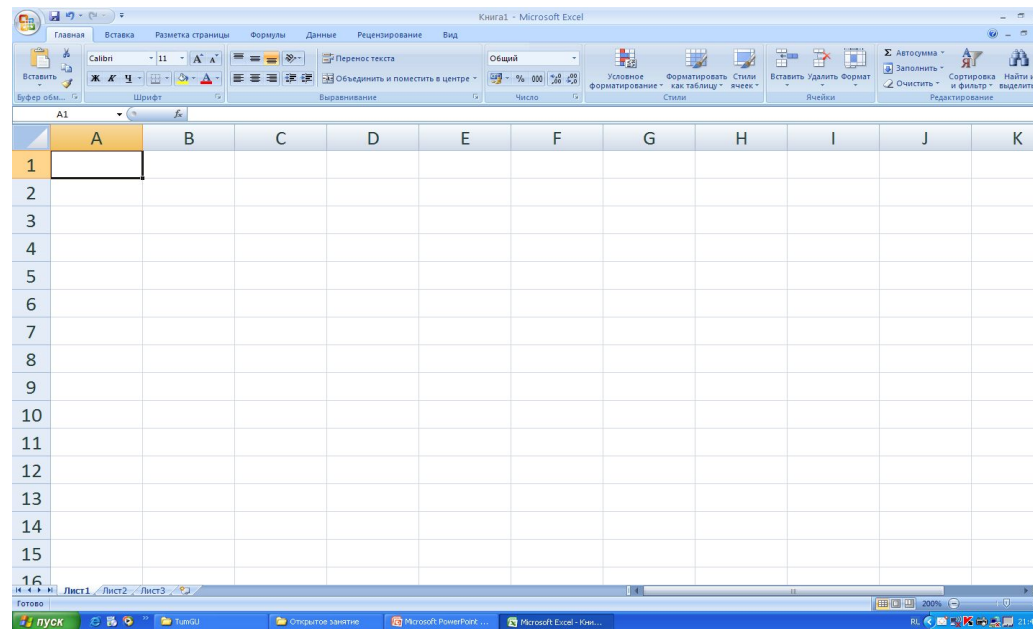 Книга1 - Microsoft Excel
Главная Вставка Разметка страницы Формулы Данные Рецензирование Вид
Вставить
Calibri 11
Ж К Ч
Перенос текста
Объединить и поместить в центре
Общий
% 000
Условное форматирование
Форматировать как таблицу
Стили ячеек
Вставить Удалить Формат
Σ Автосумма
Заполнить
Очистить
Сортировка и фильтр
Найти и
выделить
Буфер обм... Шрифт Выравнивание Число Стили Ячейки Редактирование
A1 fx
A B C D E F G H I J K
1
2
3
4
5
6
7
8
9
10
11
12
13
14
15
16
Лист1 Лист2 Лист3
Готово 200%
пуск TumGU Открытое занятие Microsoft PowerPoint ... Microsoft Excel - Кни... RL